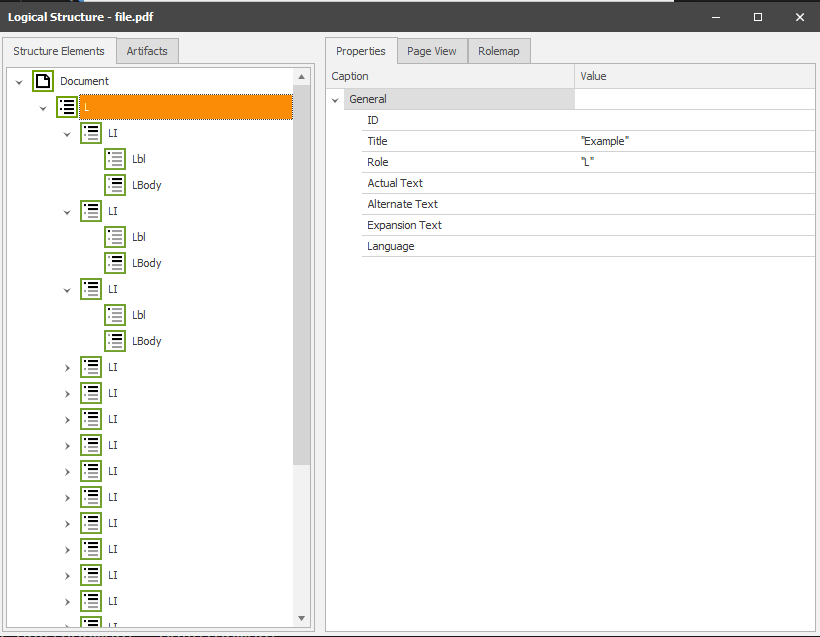 Logical Structure - file.pdf
Structure Elements
Artifacts
Document
L
LI
Lbl
LBody
LI
Lbl
LBody
LI
Lbl
LBody
LI
LI
LI
LI
LI
LI
LI
LI
LI
LI
LI
Properties
Page View
Rolemap
Caption Value
General
ID
Title "Example"
Role "L"
Actual Text
Alternate Text
Expansion Text
Language